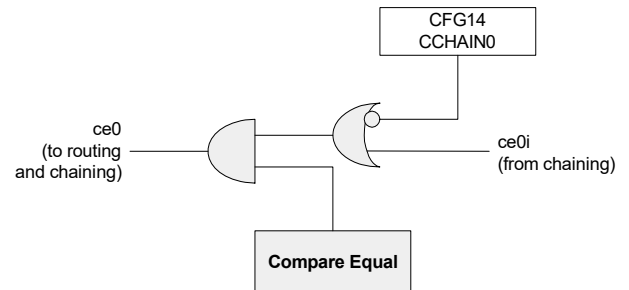 CFG14
CCHAIN0
ce0
(to routing
and chaining)
ce0i
(from chaining)
Compare Equal